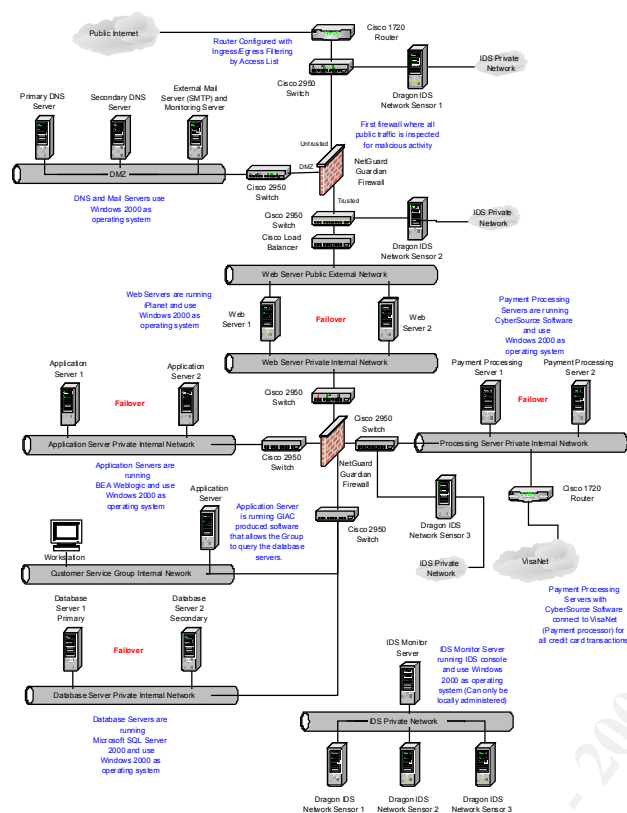 Public Internet
Router Configured with
Ingress/Egress Filtering
by Access List
Cisco 1720
Router
Cisco 2950
Switch
Dragon IDS
Network Sensor 1
IDS Private
Network
Primary DNS
Server
Secondary DNS
Server
External Mail
Server (SMTP) and
Monitoring Server
DMZ
DNS and Mail Servers use
Windows 2000 as
operating system
Untrusted
DMZ
Trusted
First firewall where all
public traffic is inspected
for malicious activity
NetGuard
Guardian
Firewall
Cisco 2950
Switch
Cisco 2950
Switch
Cisco Load
Balancer
Dragon IDS
Network Sensor 2
IDS Private
Network
Web Server Public External Network
Web Servers are running
iPlanet and use
Windows 2000 as
operating system
Web
Server 1
Failover
Web
Server 2
Web Server Private Internal Network
Payment Processing
Servers are running
CyberSource Software
and use
Windows 2000 as
operating system
Payment Processing
Server 1
Payment Processing
Server 2
Failover
Application
Server 1
Application
Server 2
Failover
Cisco 2950
Switch
Cisco 2950
Switch
Application Server Private Internal Network
Cisco 2950
Switch
NetGuard
Guardian
Firewall
Processing Server Private Internal Network
Application Servers are
running
BEA Weblogic and use
Windows 2000 as
operating system
Application
Server
Application Server
is running GIAC
produced software
that allows the Group
to query the database
servers.
Cisco 2950
Switch
Dragon IDS
Network Sensor 3
Cisco 1720
Router
IDS Private
Network
VisaNet
Workstation
Customer Service Group Internal Nework
Payment Processing
Servers with
CyberSource Software
connect to VisaNet
(Payment processor) for
all credit card transactions
Database
Server 1
Primary
Database
Server 2
Secondary
Failover
Database Server Private Internal Network
Database Servers are
running
Microsoft SQL Server
2000 and use
Windows 2000 as
operating system
IDS Monitor
Server
IDS Monitor Server
running IDS console
and use Windows
2000 as operating
system (Can only be
locally administered)
IDS Private Network
Dragon IDS
Network Sensor 1
Dragon IDS
Network Sensor 2
Dragon IDS
Network Sensor 3